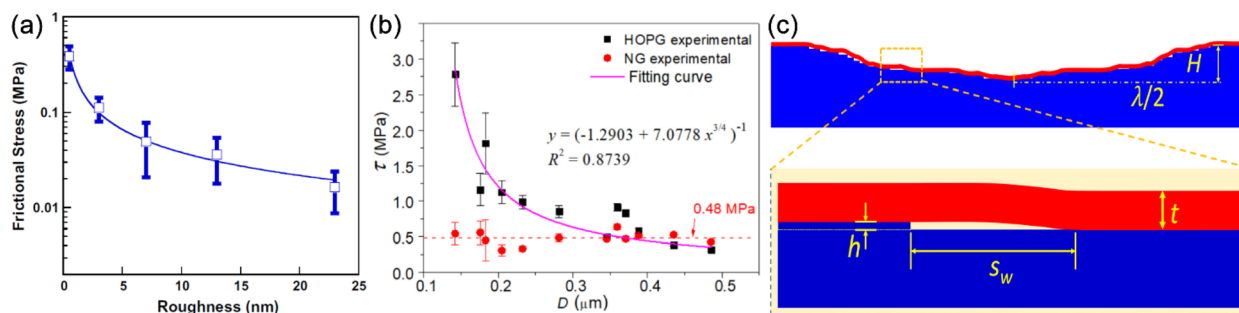 (a)
Frictional Stress (MPa)
1
0.1
0.01
0 5 10 15 20 25
Roughness (nm)
(b)
τ (MPa)
3.0
2.5
2.0
1.5
1.0
0.5
0.0
HOPG experimental
NG experimental
Fitting curve
y = (-1.2903 + 7.0778 x^{3/4})^{-1}
R^2 = 0.8739
0.48 MPa
0.1 0.2 0.3 0.4 0.5
D (μm)
(c)
H
λ/2
t
h
s_w